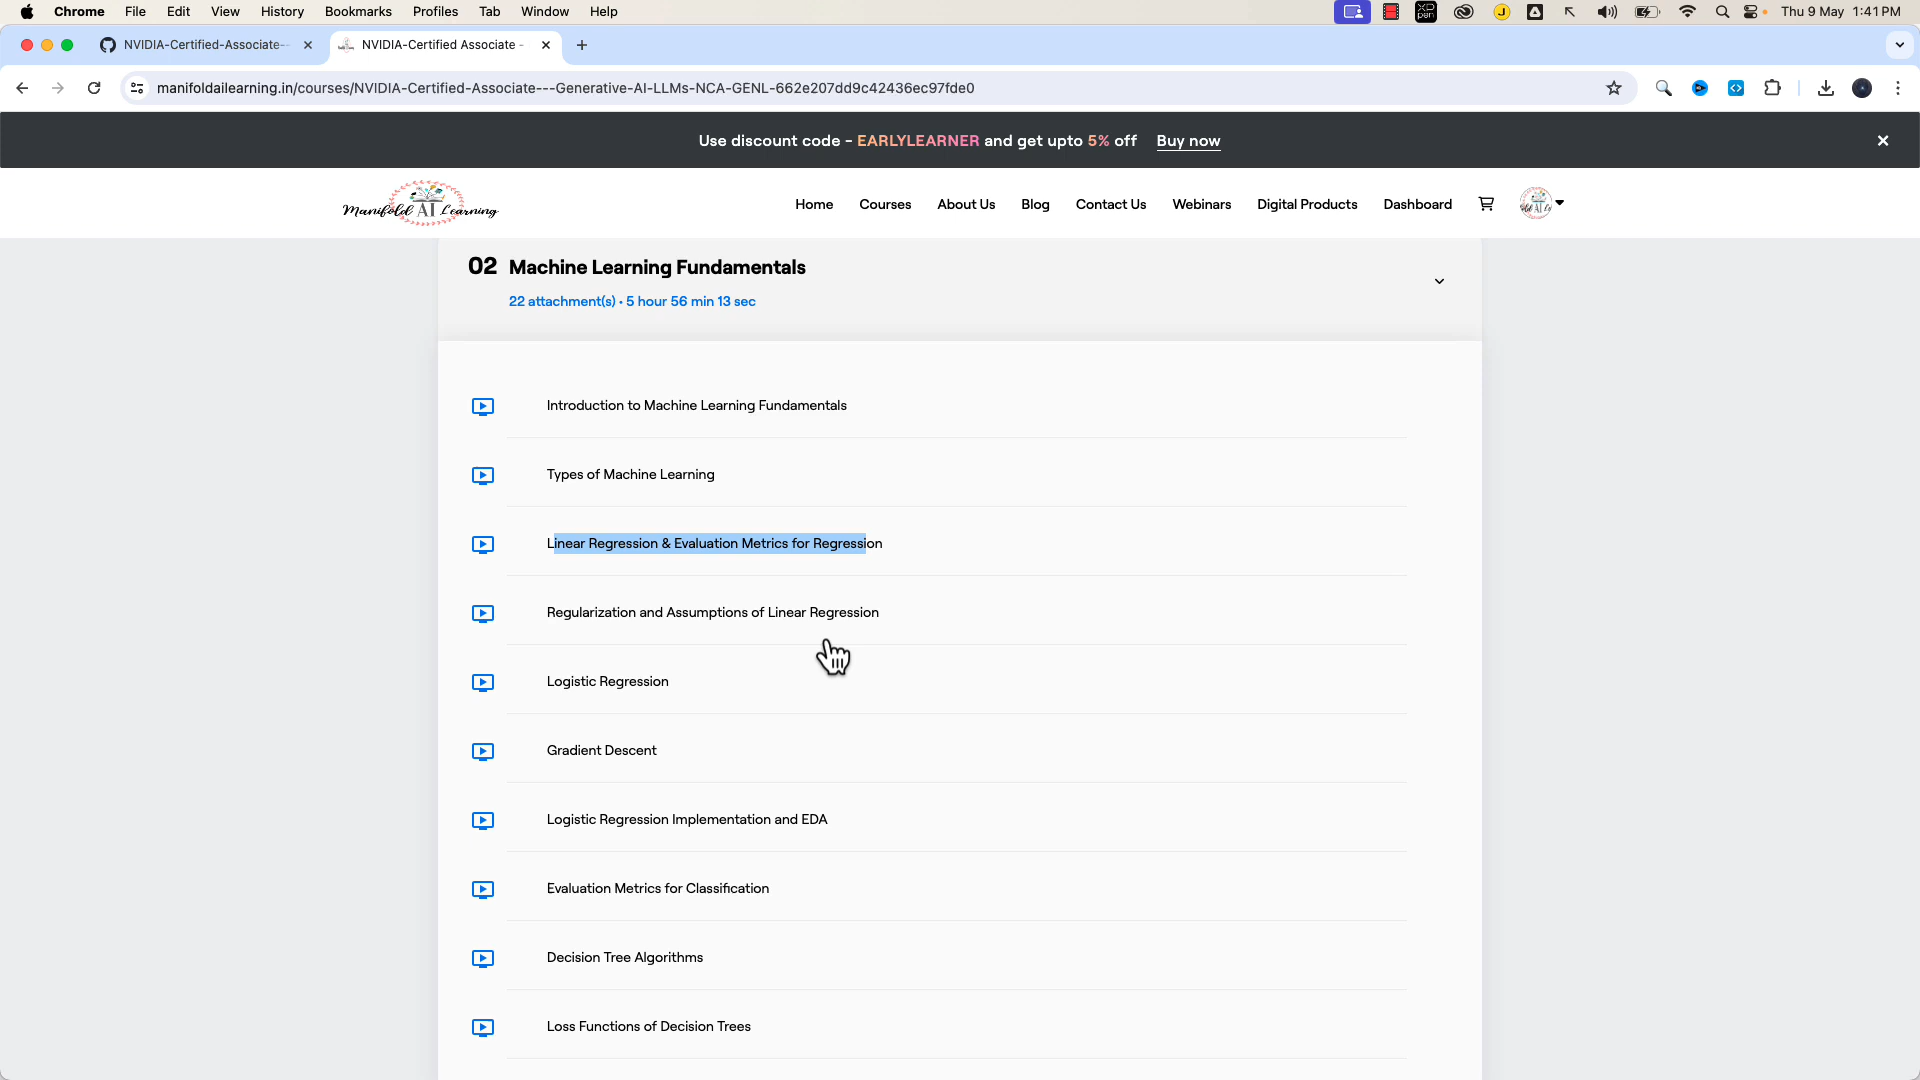 Chrome File Edit View History Bookmarks Profiles Tab Window Help Thu 9 May 1:41 PM
NVIDIA-Certified-Associate- NVIDIA-Certified Associate -
manifoldailearning.in/courses/NVIDIA-Certified-Associate---Generative-AI-LLMs-NCA-GENL-662e207dd9c42436ec97fde0
Use discount code - EARLYLEARNER and get upto 5% off Buy now
Manifold AI Learning Home Courses About Us Blog Contact Us Webinars Digital Products Dashboard
02 Machine Learning Fundamentals
22 attachment(s) • 5 hour 56 min 13 sec
Introduction to Machine Learning Fundamentals
Types of Machine Learning
Linear Regression & Evaluation Metrics for Regression
Regularization and Assumptions of Linear Regression
Logistic Regression
Gradient Descent
Logistic Regression Implementation and EDA
Evaluation Metrics for Classification
Decision Tree Algorithms
Loss Functions of Decision Trees